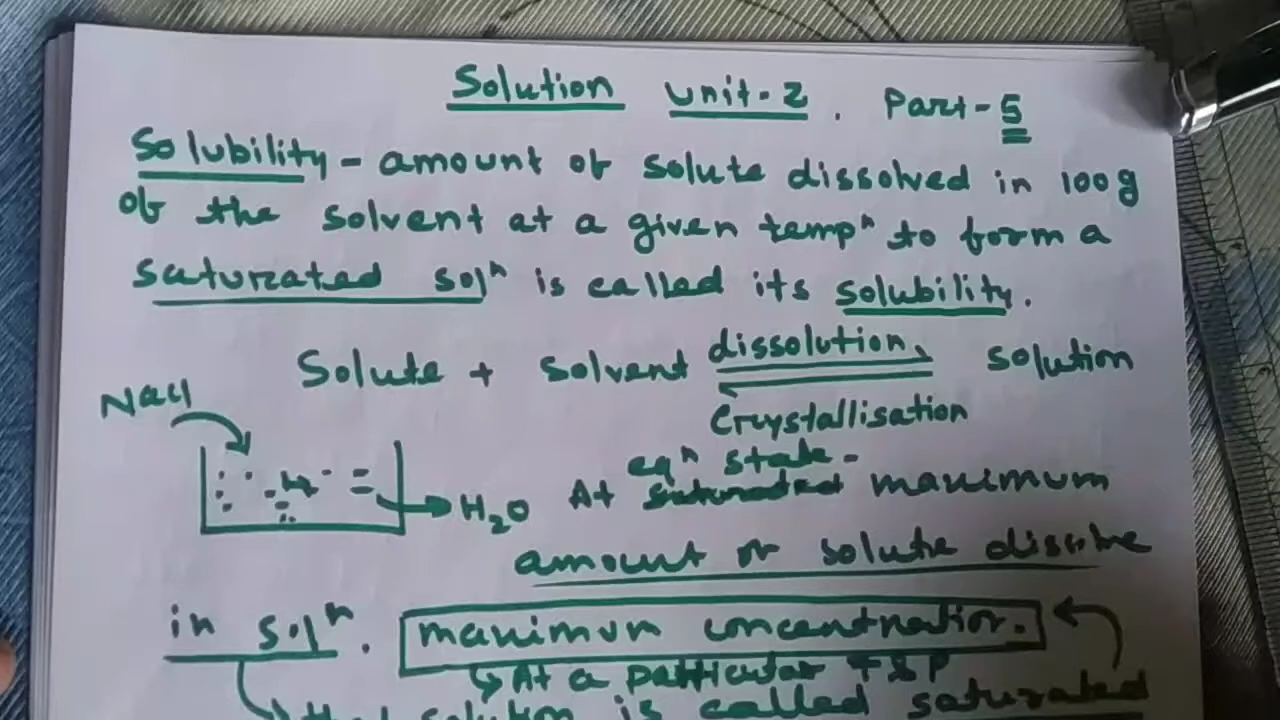 Solution Unit-2. Part-5
Solubility - amount of solute dissolved in 100g
of the solvent at a given tempⁿ to form a
saturated solⁿ is called its solubility.
Solute + Solvent dissolution Solution
Crystallisation
NaCl
eqⁿ state -
H₂O At maximum
amount of solute dissolve
in solⁿ. maximum concentration.
At a particular T & P
solution is called saturated